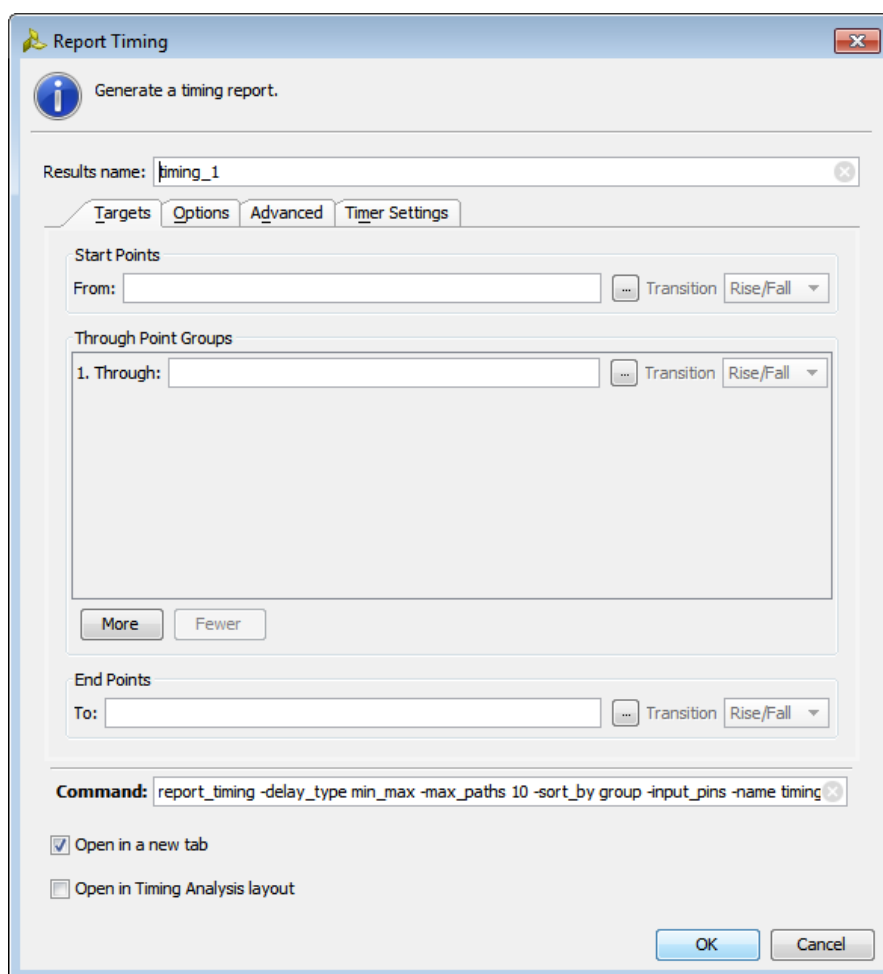 Report Timing
Generate a timing report.
Results name: timing_1
Targets Options Advanced Timer Settings
Start Points
From: ... Transition Rise/Fall
Through Point Groups
1. Through: ... Transition Rise/Fall
More Fewer
End Points
To: ... Transition Rise/Fall
Command: report_timing -delay_type min_max -max_paths 10 -sort_by group -input_pins -name timing
Open in a new tab
Open in Timing Analysis layout
OK Cancel